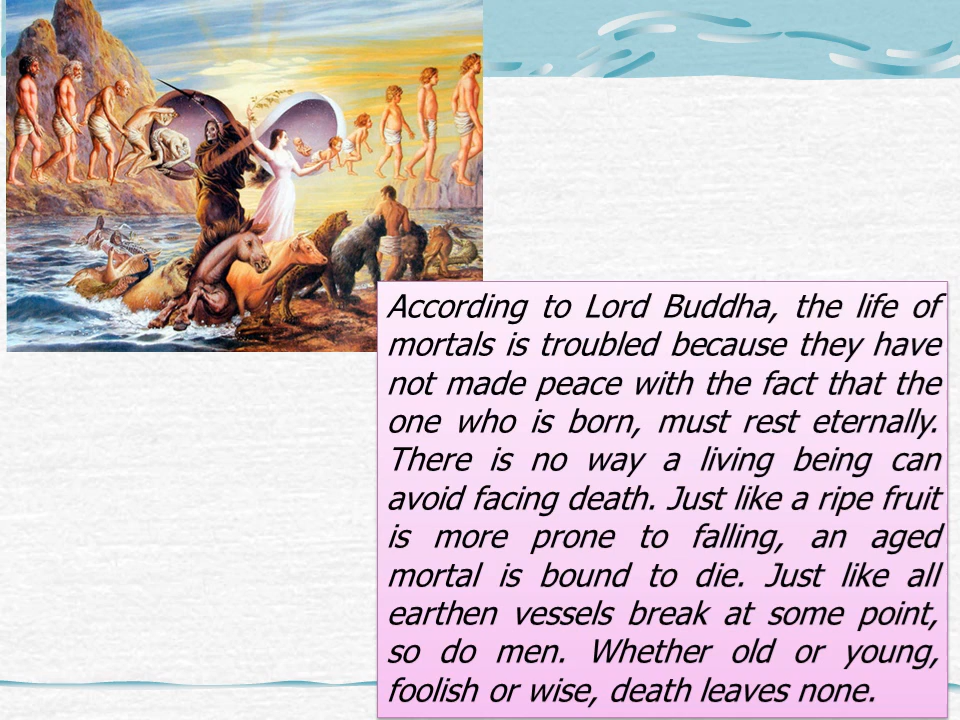 According to Lord Buddha, the life of
mortals is troubled because they have
not made peace with the fact that the
one who is born, must rest eternally.
There is no way a living being can
avoid facing death. Just like a ripe fruit
is more prone to falling, an aged
mortal is bound to die. Just like all
earthen vessels break at some point,
so do men. Whether old or young,
foolish or wise, death leaves none.